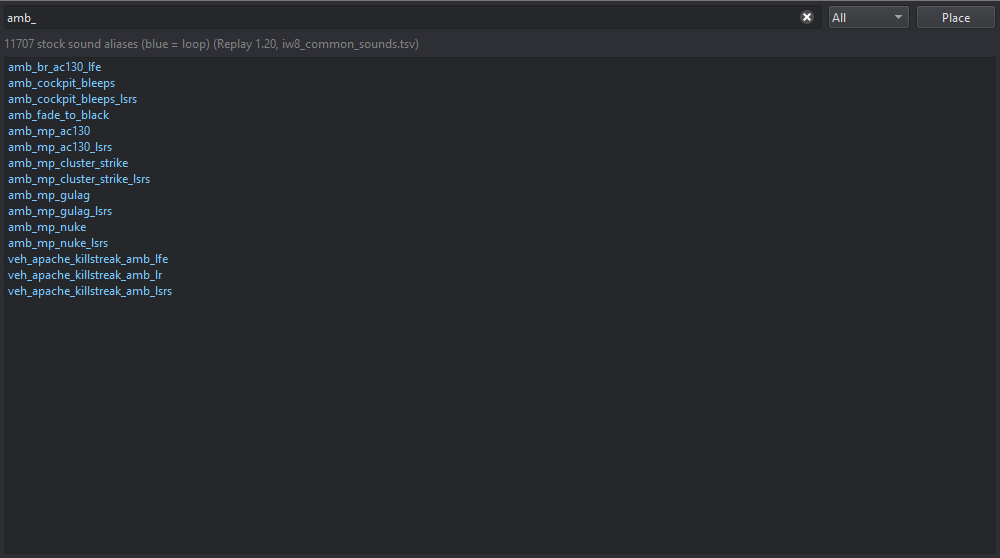 amb_
All
Place
11707 stock sound aliases (blue = loop) (Replay 1.20, iw8_common_sounds.tsv)
amb_br_ac130_lfe
amb_cockpit_bleeps
amb_cockpit_bleeps_lsrs
amb_fade_to_black
amb_mp_ac130
amb_mp_ac130_lsrs
amb_mp_cluster_strike
amb_mp_cluster_strike_lsrs
amb_mp_gulag
amb_mp_gulag_lsrs
amb_mp_nuke
amb_mp_nuke_lsrs
veh_apache_killstreak_amb_lfe
veh_apache_killstreak_amb_lr
veh_apache_killstreak_amb_lsrs